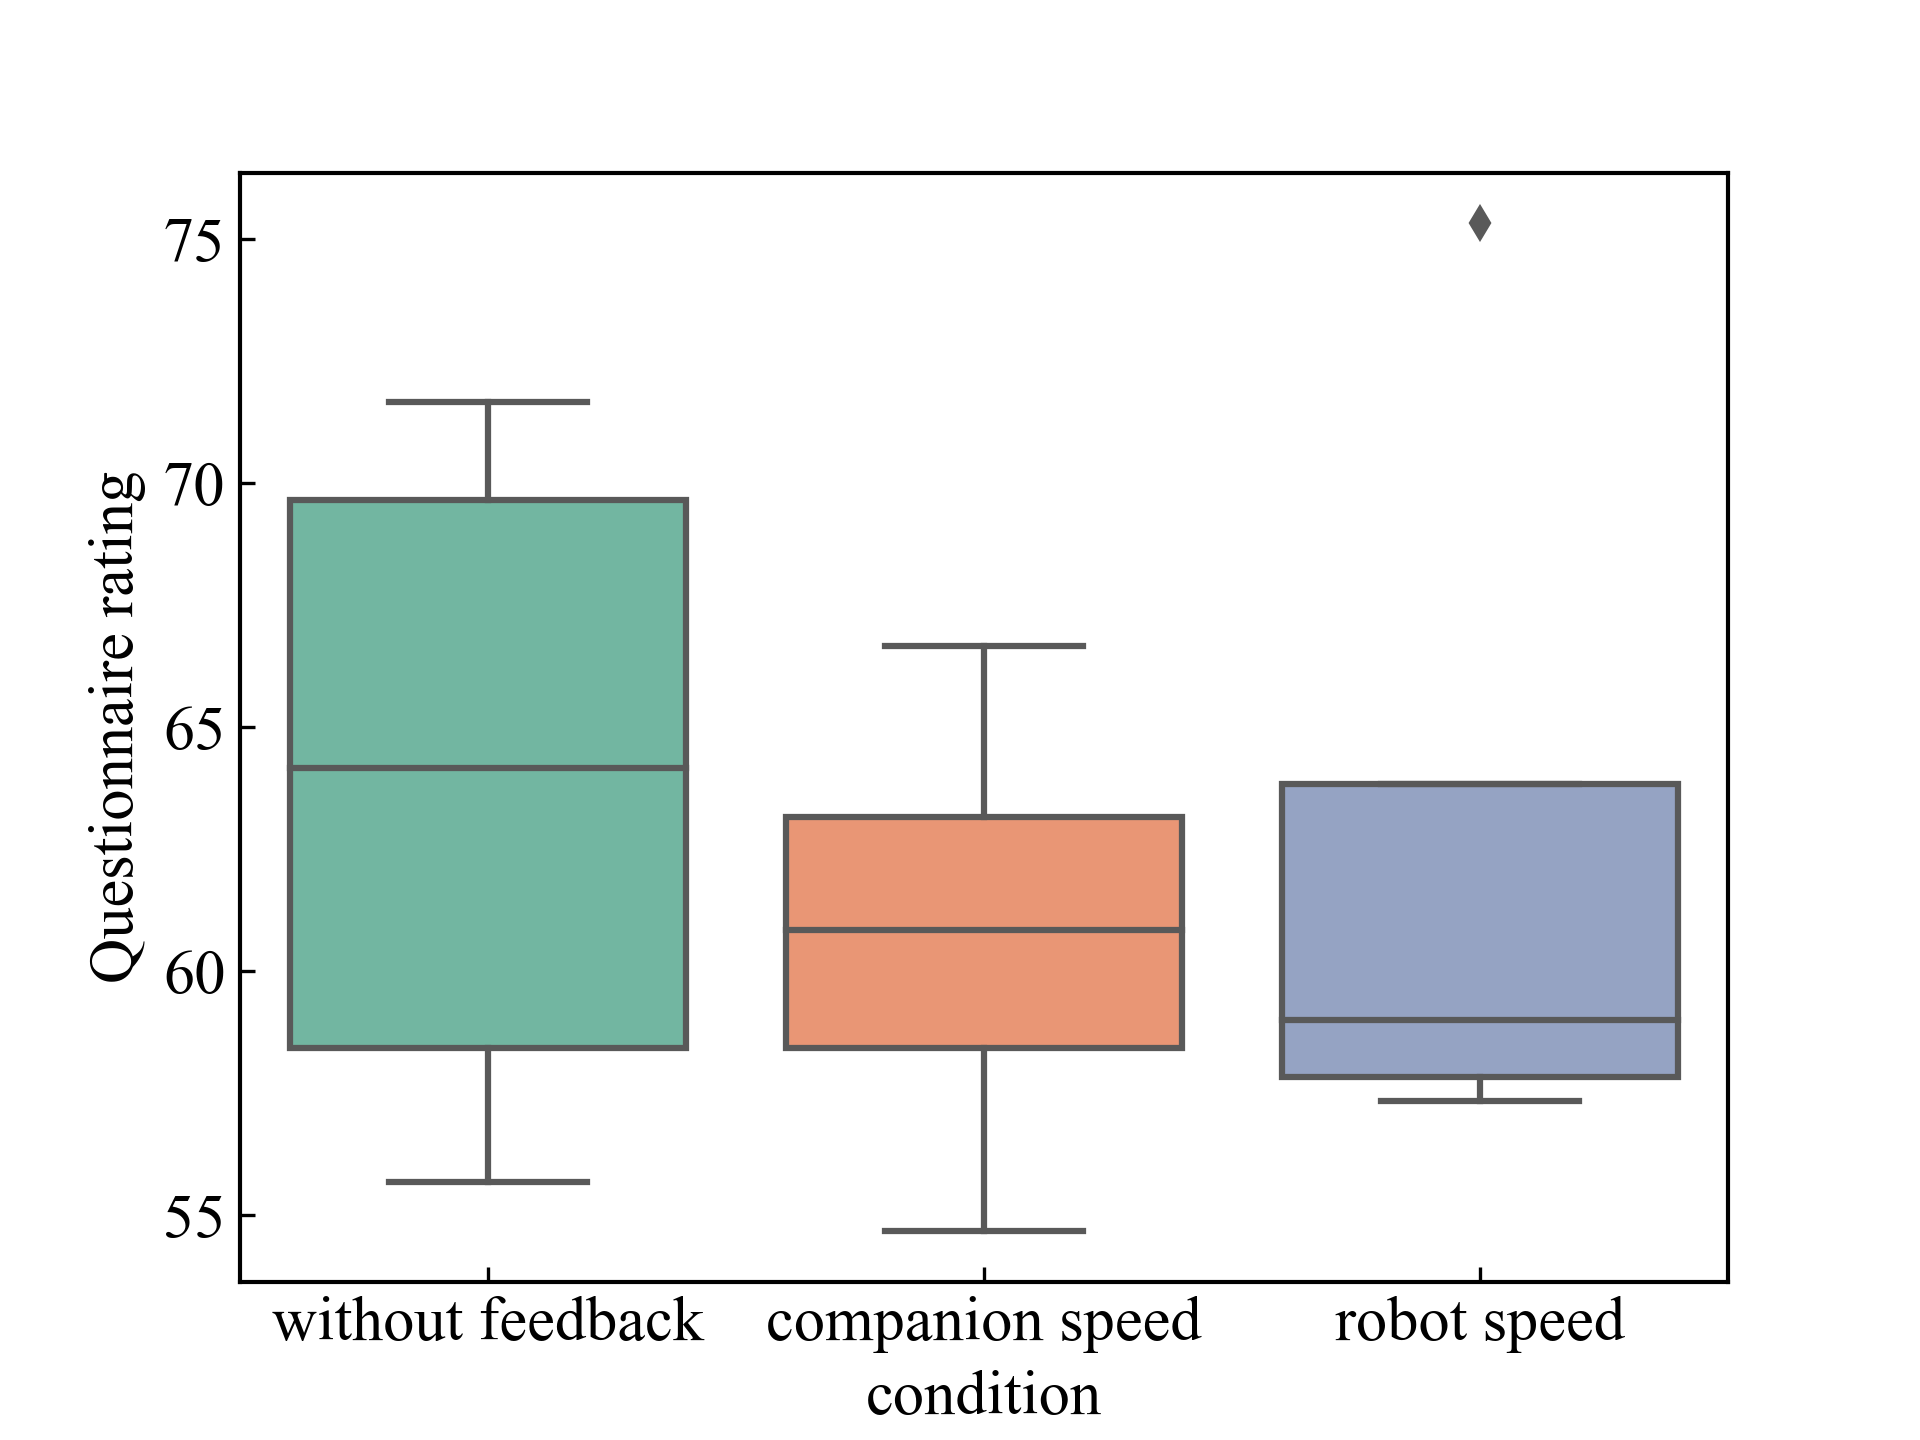 75
70
65
60
55
Questionnaire rating
without feedback companion speed robot speed
condition